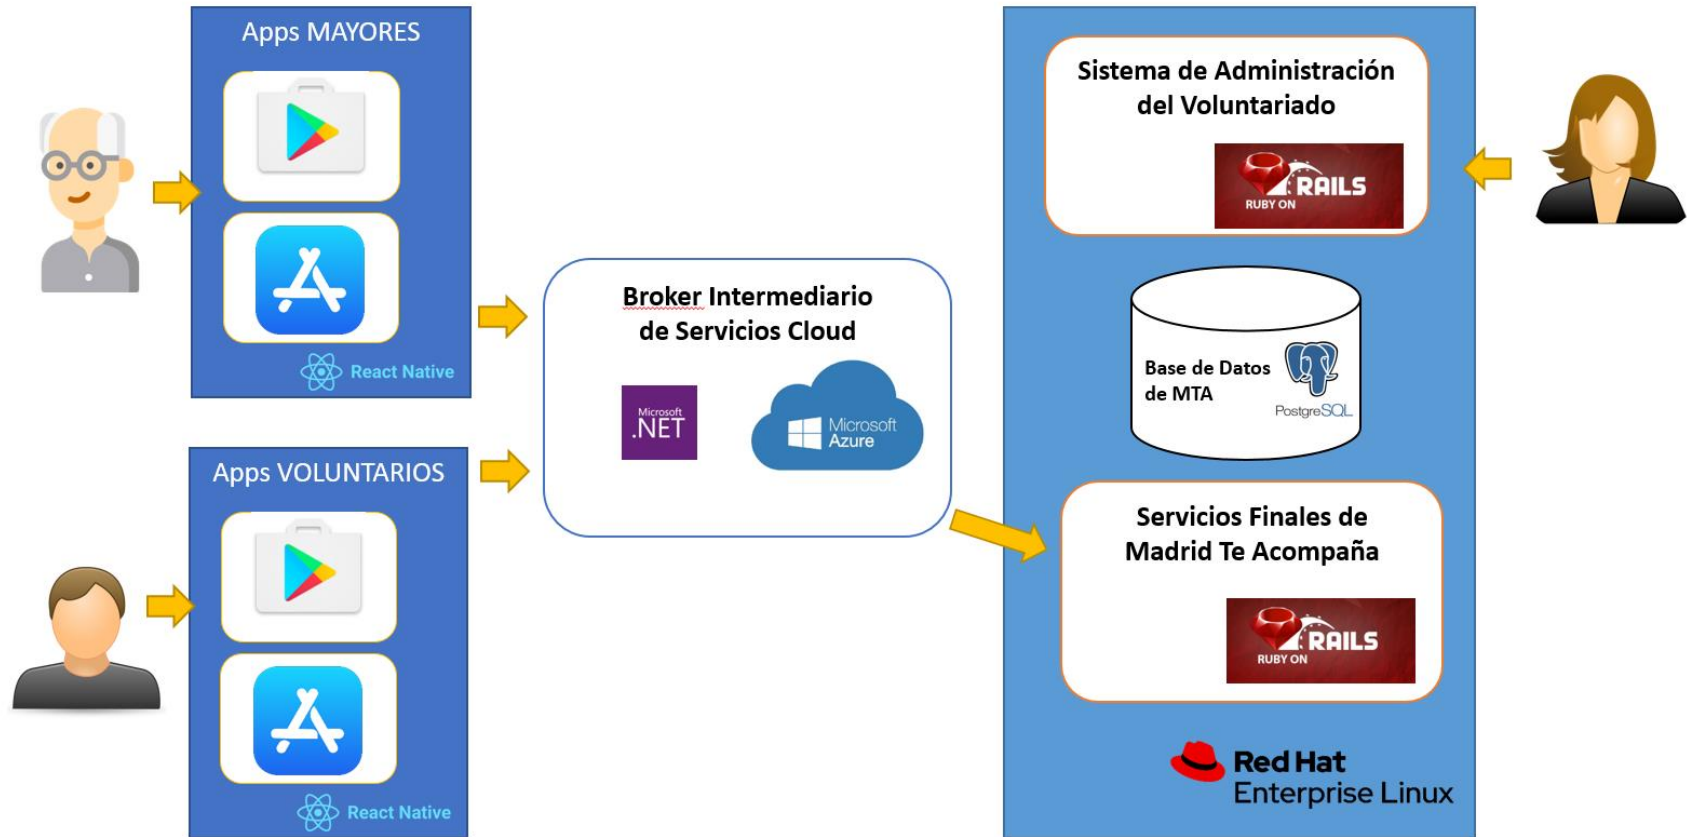 Apps MAYORES
React Native
Apps VOLUNTARIOS
React Native
Broker Intermediario
de Servicios Cloud
Microsoft
.NET
Microsoft
Azure
Sistema de Administración
del Voluntariado
RAILS
RUBY ON
Base de Datos
de MTA
PostgreSQL
Servicios Finales de
Madrid Te Acompaña
RAILS
RUBY ON
Red Hat
Enterprise Linux